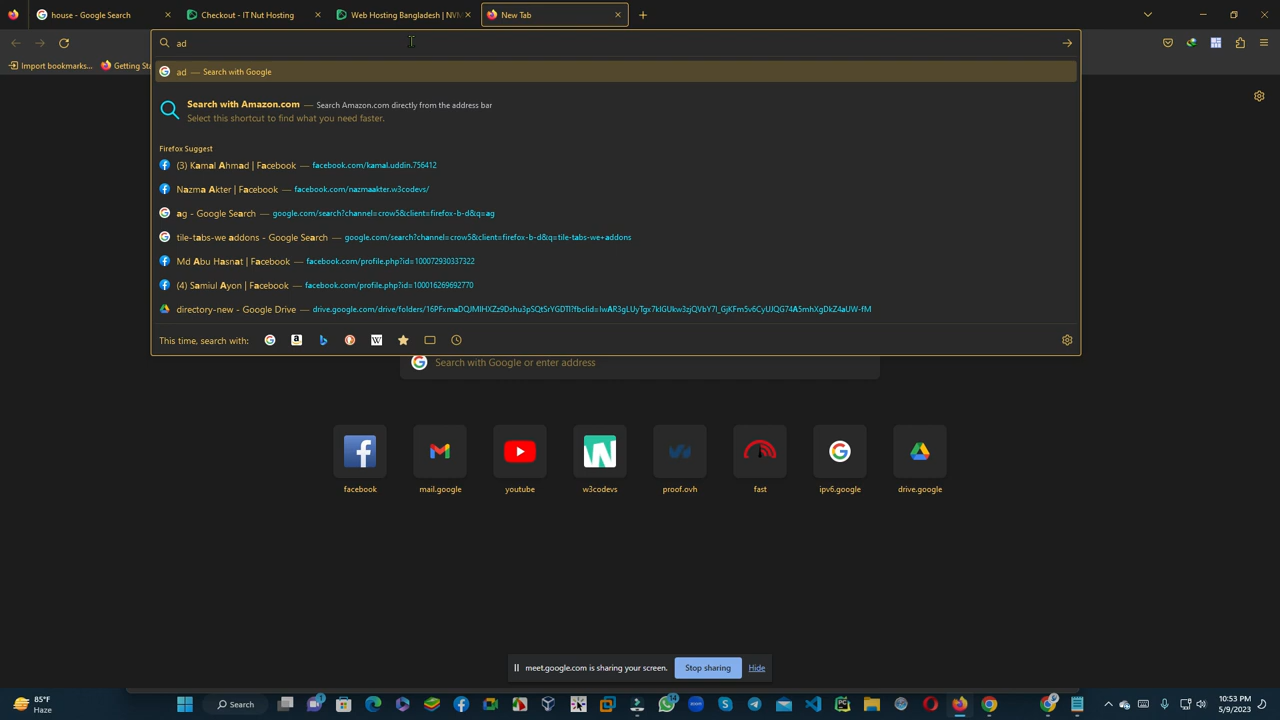 house - Google Search
Checkout - IT Nut Hosting
Web Hosting Bangladesh | NVM
New Tab
ad
Import bookmarks...
Getting Sta
ad — Search with Google
Search with Amazon.com — Search Amazon.com directly from the address bar
Select this shortcut to find what you need faster.
Firefox Suggest
(3) Kamal Ahmad | Facebook — facebook.com/kamal.uddin.756412
Nazma Akter | Facebook — facebook.com/nazmaakter.w3codevs/
ag - Google Search — google.com/search?channel=crow5&client=firefox-b-d&q=ag
tile-tabs-we addons - Google Search — google.com/search?channel=crow5&client=firefox-b-d&q=tile-tabs-we+addons
Md Abu Hasnat | Facebook — facebook.com/profile.php?id=100072930337322
(4) Samiul Ayon | Facebook — facebook.com/profile.php?id=100016269692770
directory-new - Google Drive —
This time, search with:
Search with Google or enter address
facebook
mail.google
youtube
w3codevs
proof.ovh
fast
ipv6.google
drive.google
meet.google.com is sharing your screen.
Stop sharing
Hide
85°F
Haze
Search
10:53 PM
5/9/2023